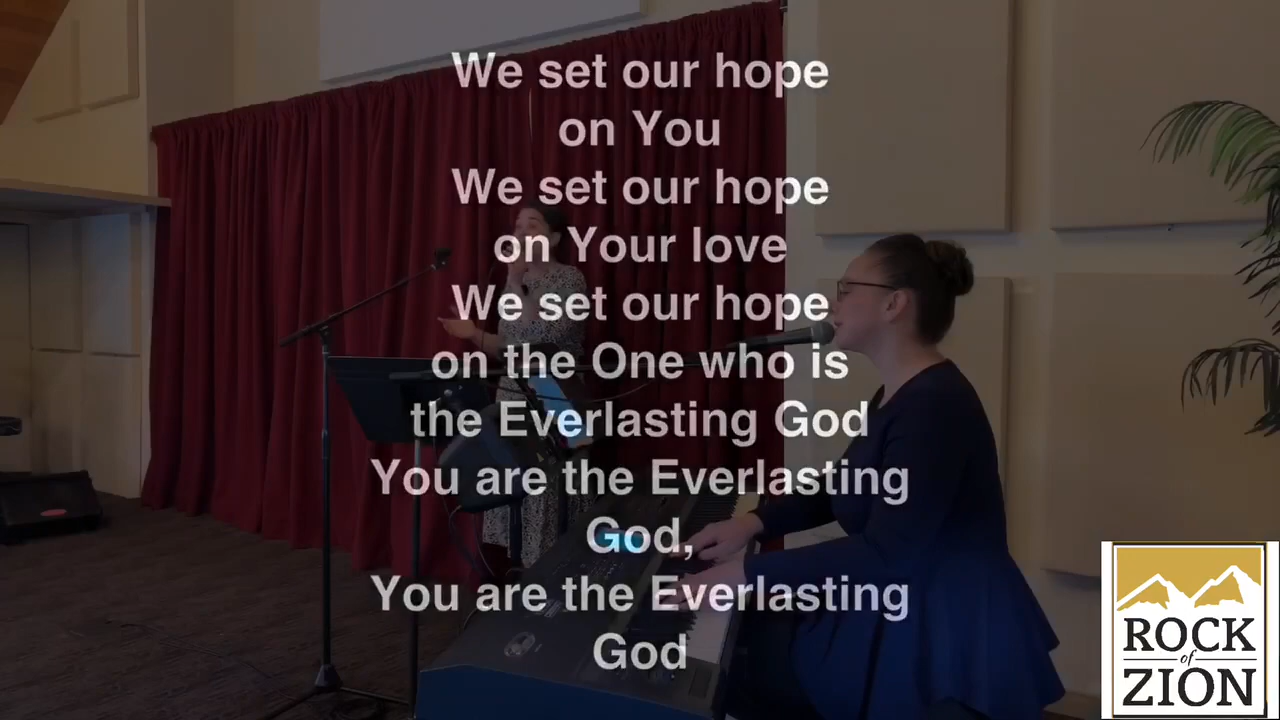 We set our hope
on You
We set our hope
on Your love
We set our hope
on the One who is
the Everlasting God
You are the Everlasting
God,
You are the Everlasting
God
ROCK
of
ZION